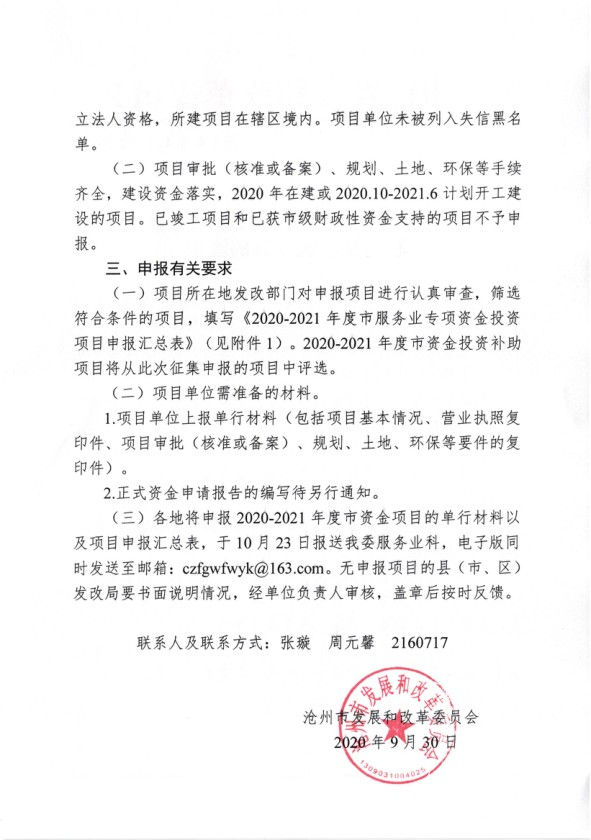 立法人资格，所建项目在辖区境内。项目单位未被列入失信黑名
单。
（二）项目审批（核准或备案）、规划、土地、环保等手续
齐全，建设资金落实，2020 年在建或 2020.10-2021.6 计划开工建
设的项目。已竣工项目和已获市级财政性资金支持的项目不予申
报。
三、申报有关要求
（一）项目所在地发改部门对申报项目进行认真审查，筛选
符合条件的项目，填写《2020-2021 年度市服务业专项资金投资
项目申报汇总表》（见附件 1）。2020-2021 年度市资金投资补助
项目将从此次征集申报的项目中评选。
（二）项目单位需准备的材料。
1.项目单位上报单行材料（包括项目基本情况、营业执照复
印件、项目审批（核准或备案）、规划、土地、环保等要件的复
印件）。
2.正式资金申请报告的编写待另行通知。
（三）各地将申报 2020-2021 年度市资金项目的单行材料以
及项目申报汇总表，于 10 月 23 日报送我委服务业科，电子版同
时发送至邮箱：czfgwfwyk@163.com。无申报项目的县（市、区）
发改局要书面说明情况，经单位负责人审核，盖章后按时反馈。
联系人及联系方式：张璇 周元馨 2160717
沧州市发展和改革委员会
2020 年 9 月 30 日
沧州市发展和改革委员会
1309031004025